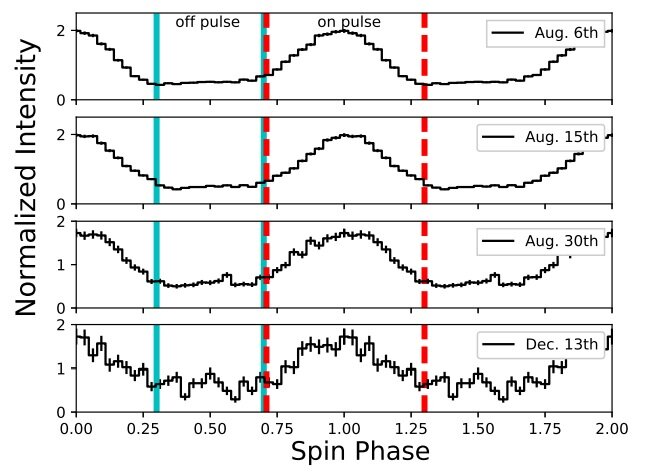 off pulse
on pulse
2
0
Aug. 6th
2
0
Aug. 15th
2
1
0
Aug. 30th
2
1
0
Dec. 13th
0.00 0.25 0.50 0.75 1.00 1.25 1.50 1.75 2.00
Spin Phase
Normalized Intensity